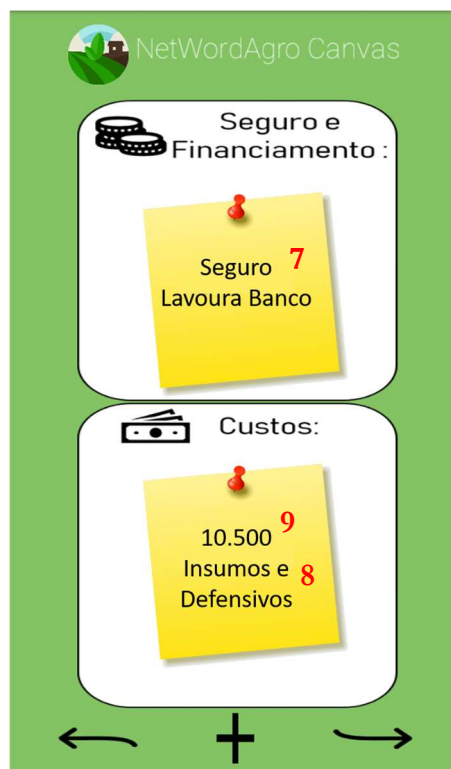 NetWordAgro Canvas
Seguro e
Financiamento :
Seguro 7
Lavoura Banco
Custos:
10.500 9
Insumos e 8
Defensivos